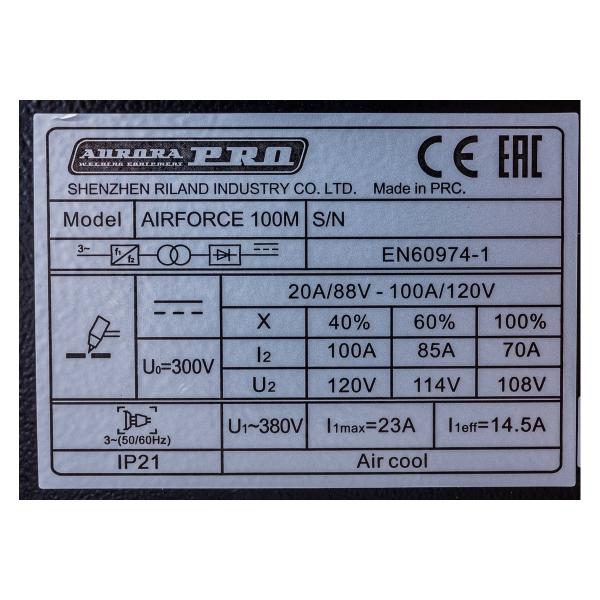 AURORA PRO
WELDING EQUIPMENT
CE EAC
SHENZHEN RILAND INDUSTRY CO. LTD. Made in PRC.
Model AIRFORCE 100M S/N
3~ f₁ f₂ EN60974-1
20A/88V - 100A/120V
X 40% 60% 100%
U₀=300V I₂ 100A 85A 70A
U₂ 120V 114V 108V
3~(50/60Hz) U₁~380V I₁max=23A I₁eff=14.5A
IP21 Air cool